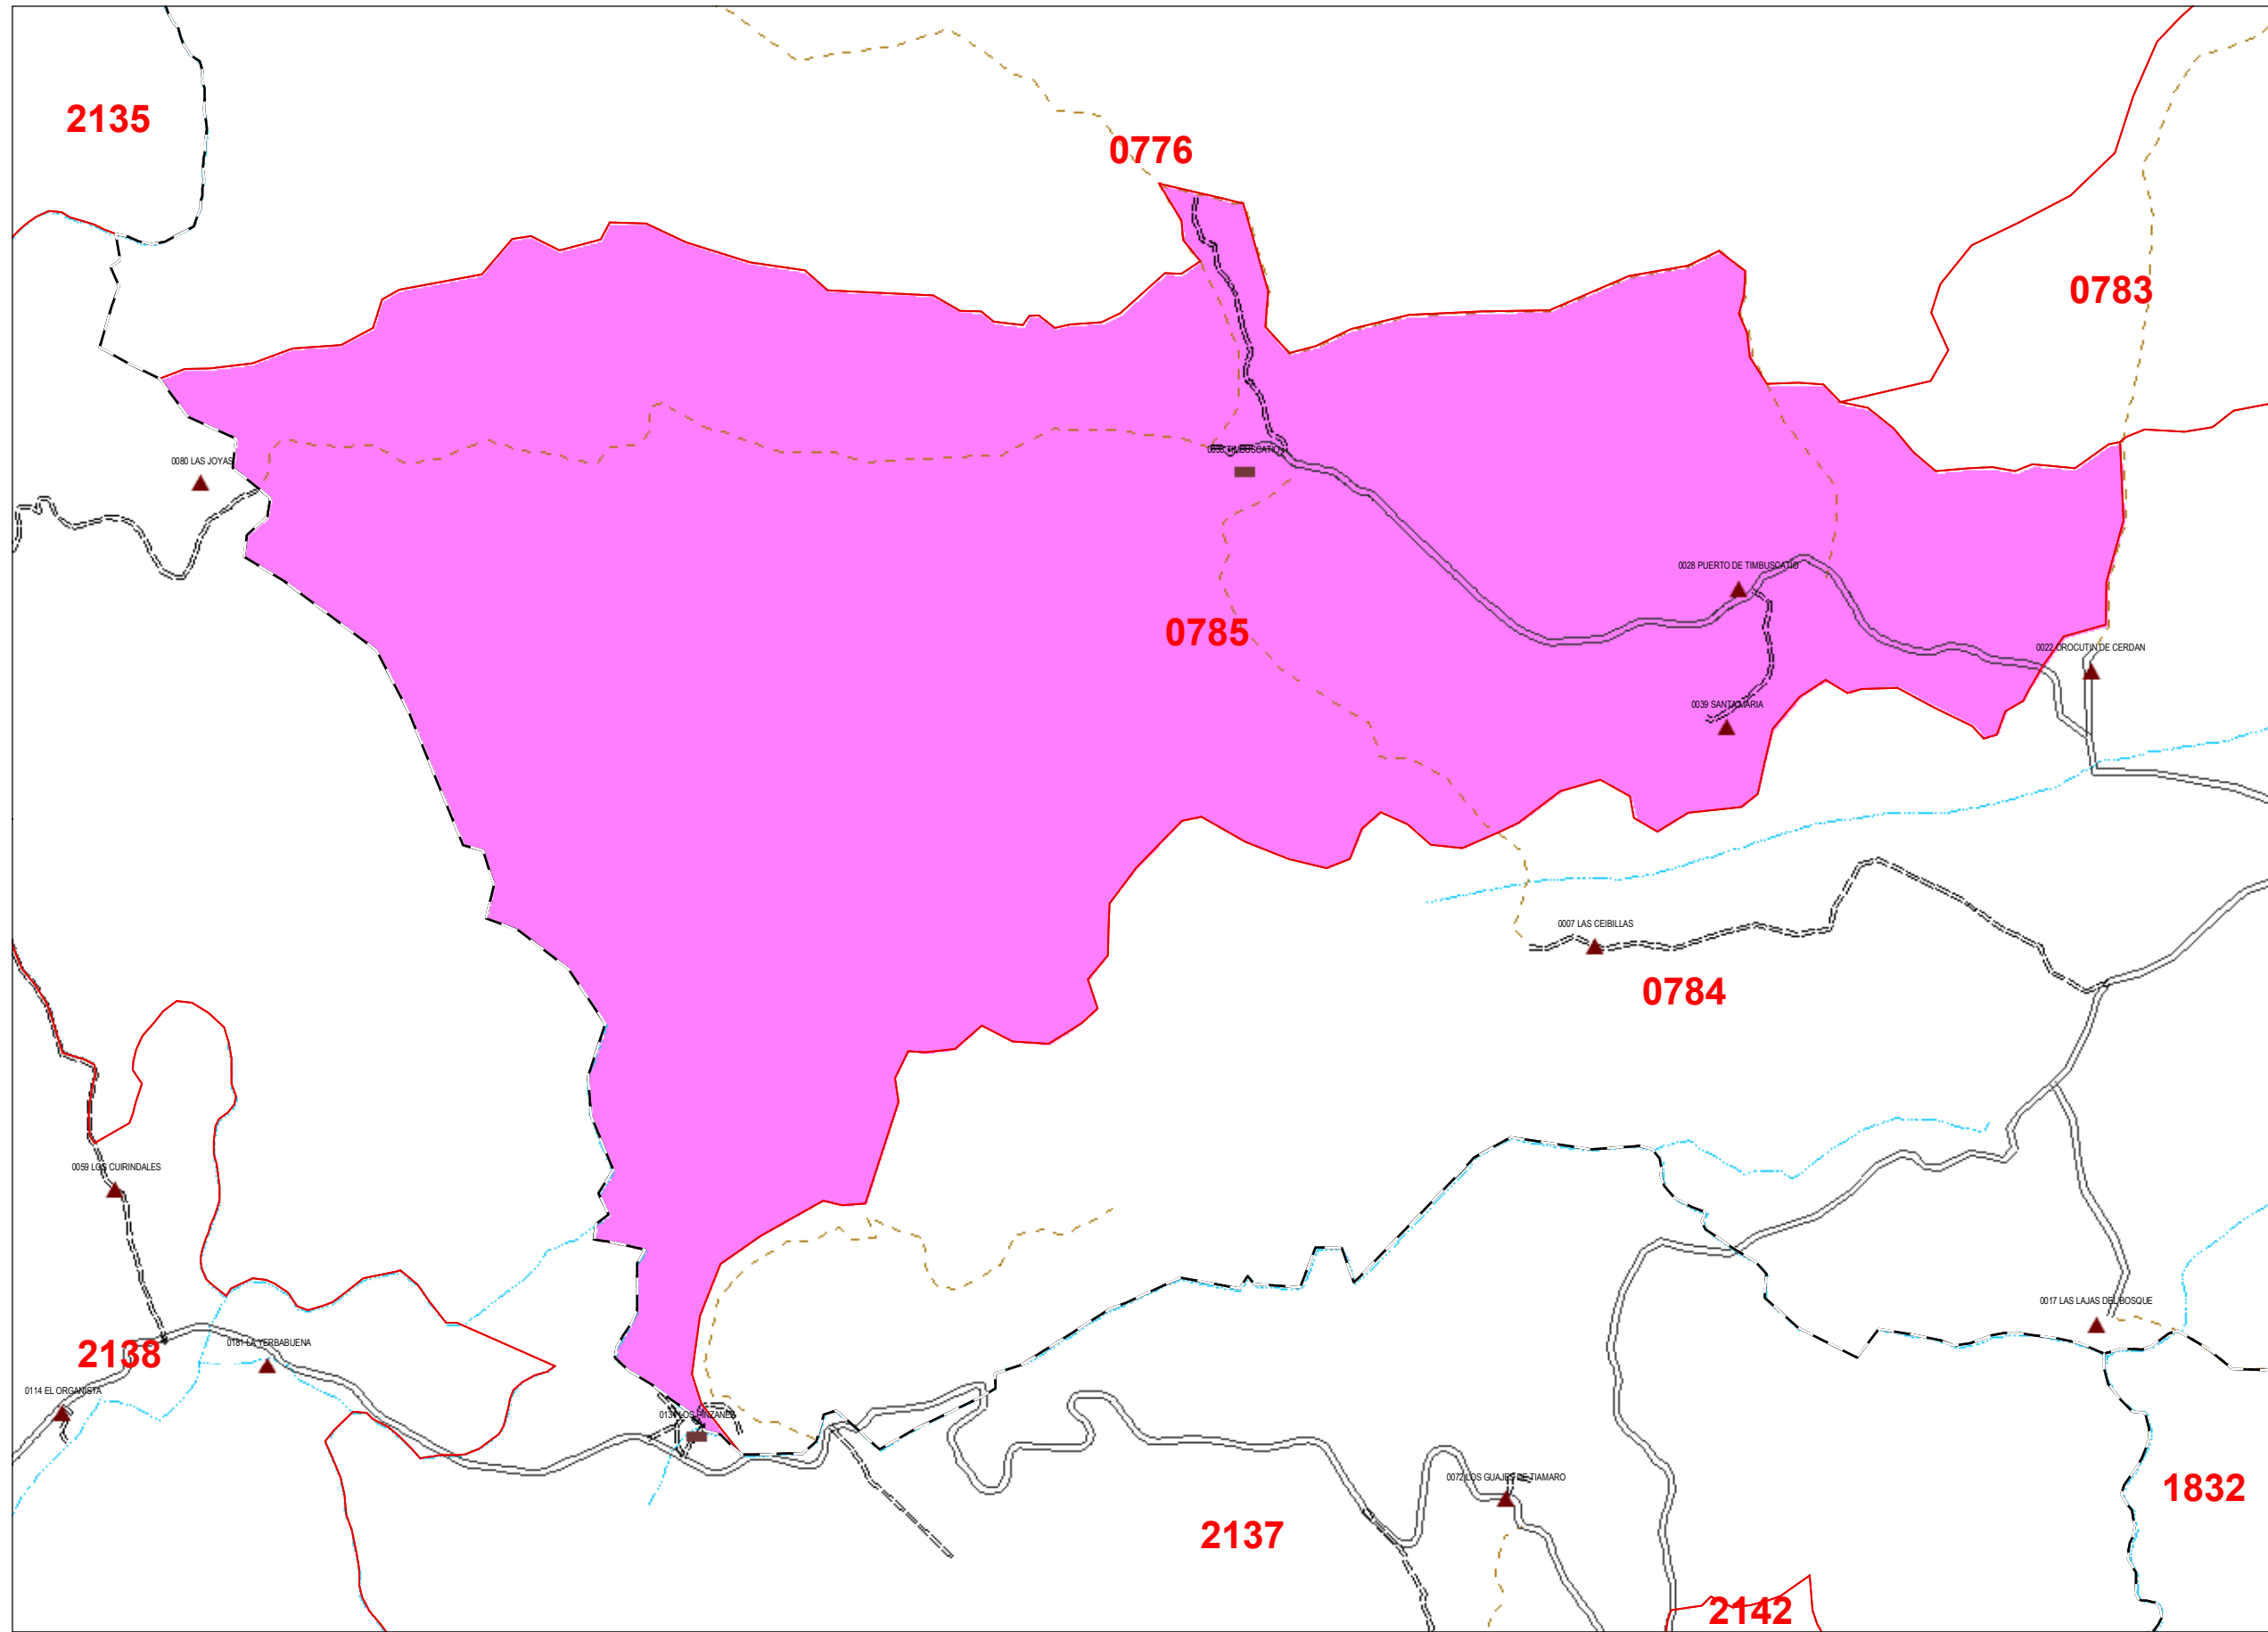 2135
0776
0783
0080 LAS JOYAS
TIMBUSCATIO
0028 PUERTO DE TIMBUSCATIO
0785
0022 OROCUTIN DE CERDAN
0039 SANTA MARIA
0007 LAS CEIBILLAS
0784
0059 LOS CUIRINDALES
0017 LAS LAJAS DEL BOSQUE
2138
0181 LA YERBABUENA
0114 EL ORGANISTA
LOS
0072 LOS GUAJES DE TIAMARO
1832
2137
2142